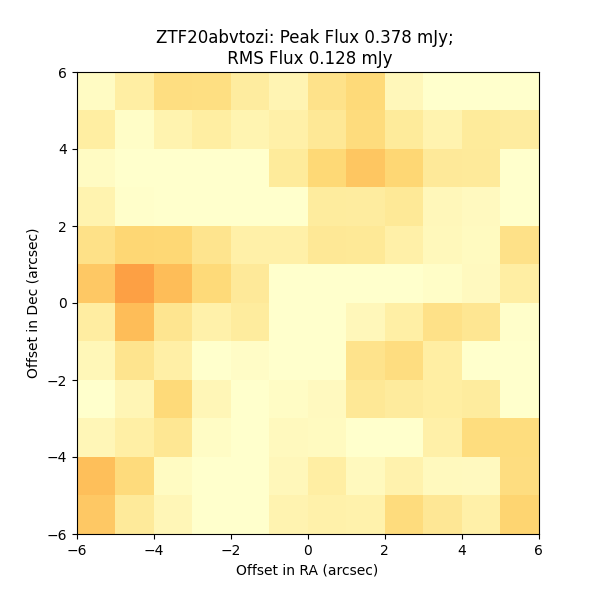 ZTF20abvtozi: Peak Flux 0.378 mJy;
RMS Flux 0.128 mJy
6
4
2
0
−2
−4
−6
Offset in Dec (arcsec)
−6 −4 −2 0 2 4 6
Offset in RA (arcsec)